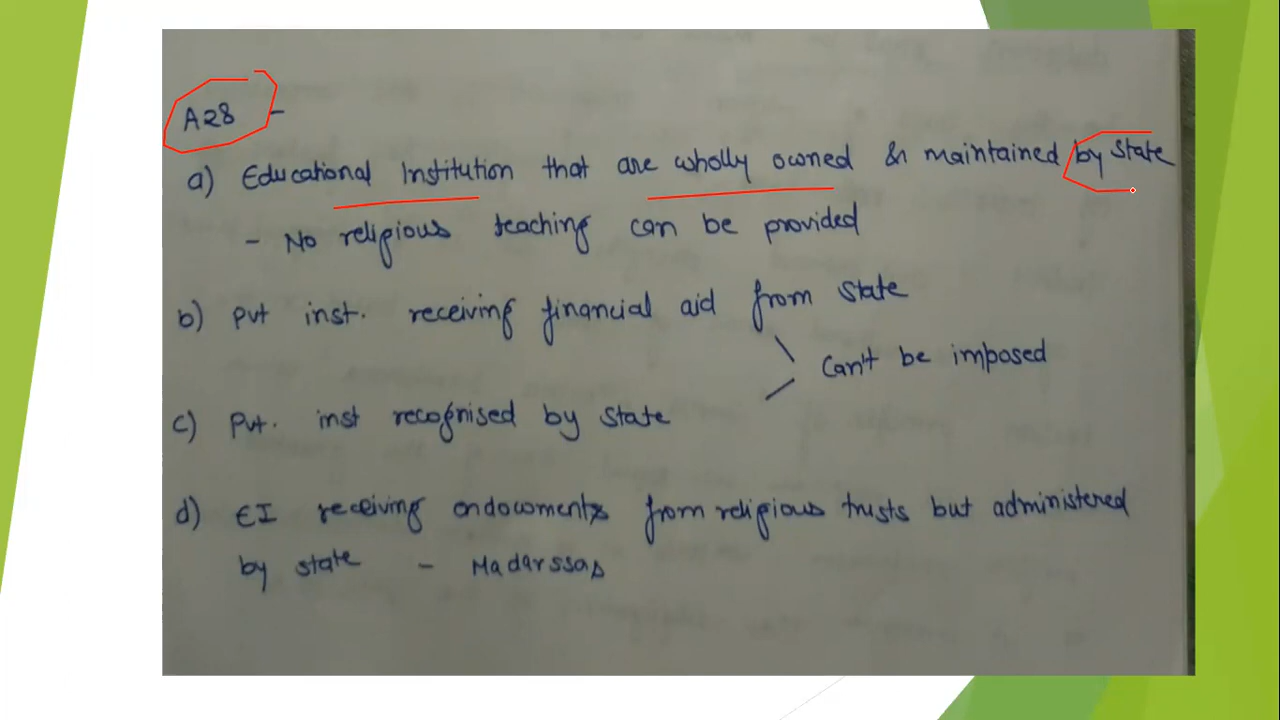 A28 -
a) Educational Institution that are wholly owned & maintained by State
- No religious teaching can be provided
b) Pvt inst. receiving financial aid from state
Can't be imposed
c) Pvt. inst recognised by state
d) EI receiving endowments from religious trusts but administered
by state - Madarssas